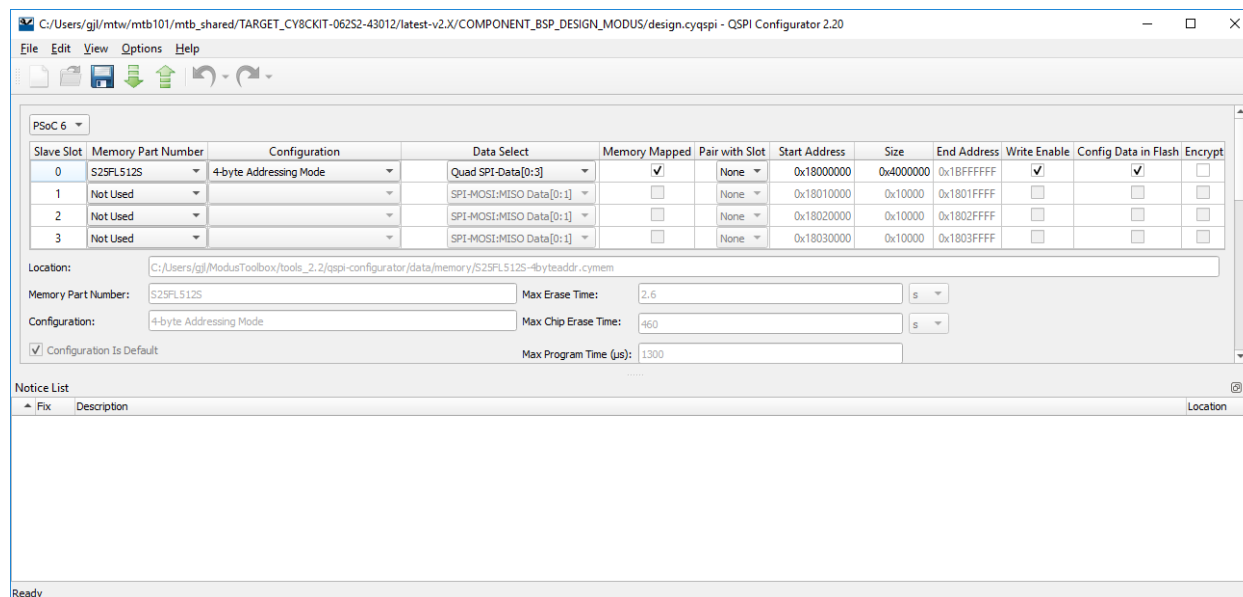 C:/Users/gjl/mtw/mtb101/mtb_shared/TARGET_CY8CKIT-062S2-43012/latest-v2.X/COMPONENT_BSP_DESIGN_MODUS/design.cyqspi - QSPI Configurator 2.20
File Edit View Options Help
PSoC 6
Slave Slot Memory Part Number Configuration Data Select Memory Mapped Pair with Slot Start Address Size End Address Write Enable Config Data in Flash Encrypt
0 S25FL512S 4-byte Addressing Mode Quad SPI-Data[0:3] None 0x18000000 0x4000000 0x1BFFFFFF
1 Not Used SPI-MOSI:MISO Data[0:1] None 0x18010000 0x10000 0x1801FFFF
2 Not Used SPI-MOSI:MISO Data[0:1] None 0x18020000 0x10000 0x1802FFFF
3 Not Used SPI-MOSI:MISO Data[0:1] None 0x18030000 0x10000 0x1803FFFF
Location: C:/Users/gjl/ModusToolbox/tools_2.2/qspi-configurator/data/memory/S25FL512S-4byteaddr.cymem
Memory Part Number: S25FL512S Max Erase Time: 2.6 s
Configuration: 4-byte Addressing Mode Max Chip Erase Time: 460 s
Configuration Is Default Max Program Time (μs): 1300
Notice List
Fix Description Location
Ready